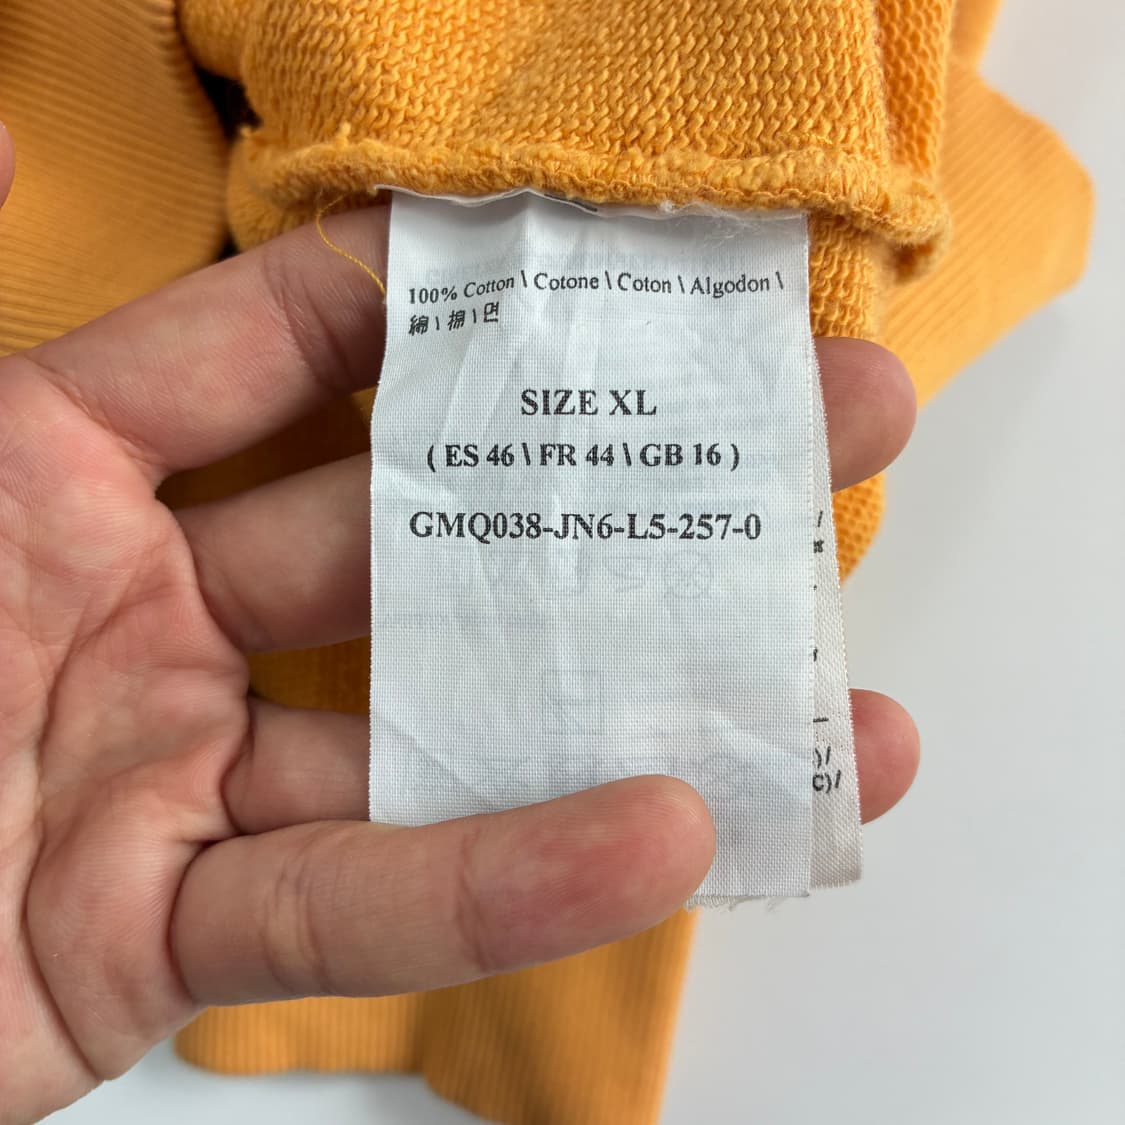 100% Cotton \ Cotone \ Coton \ Algodon \
綿 \ 棉 \ 면
SIZE XL
( ES 46 \ FR 44 \ GB 16 )
GMQ038-JN6-L5-257-0
)/
C)/